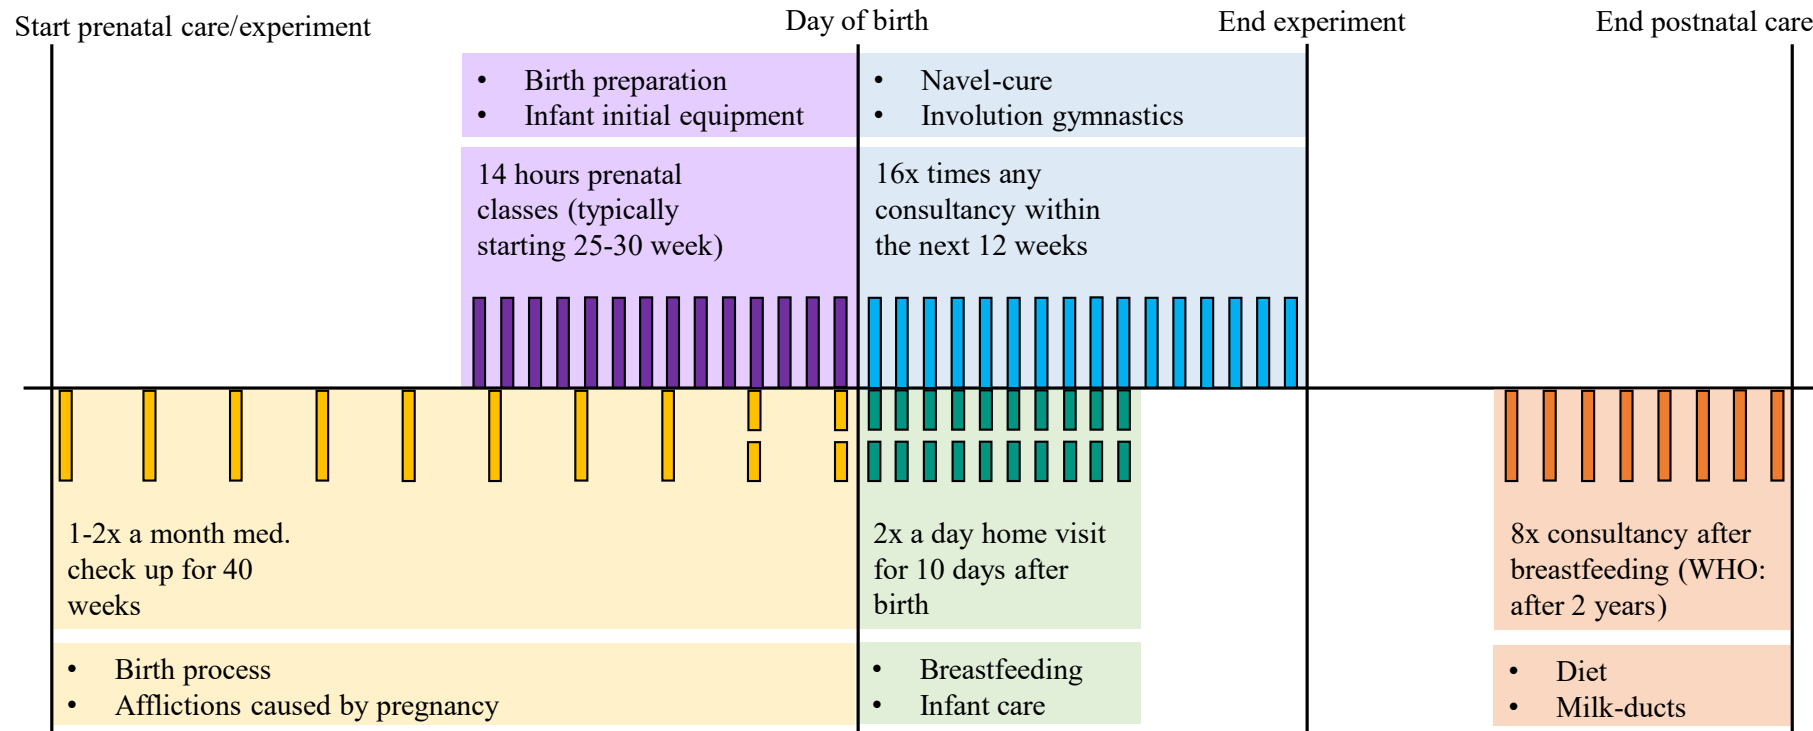 Start prenatal care/experiment
Day of birth
End experiment
End postnatal care
• Birth preparation
• Infant initial equipment
• Navel-cure
• Involution gymnastics
14 hours prenatal
classes (typically
starting 25-30 week)
16x times any
consultancy within
the next 12 weeks
1-2x a month med.
check up for 40
weeks
2x a day home visit
for 10 days after
birth
8x consultancy after
breastfeeding (WHO:
after 2 years)
• Birth process
• Afflictions caused by pregnancy
• Breastfeeding
• Infant care
• Diet
• Milk-ducts